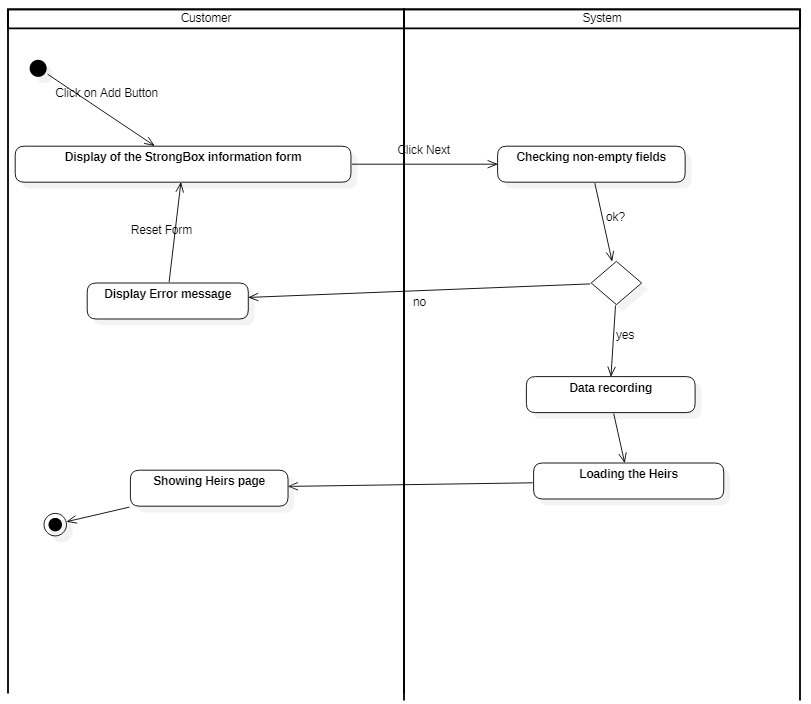 Customer
System
Click on Add Button
Display of the StrongBox information form
Click Next
Checking non-empty fields
ok?
Reset Form
Display Error message
no
yes
Data recording
Showing Heirs page
Loading the Heirs